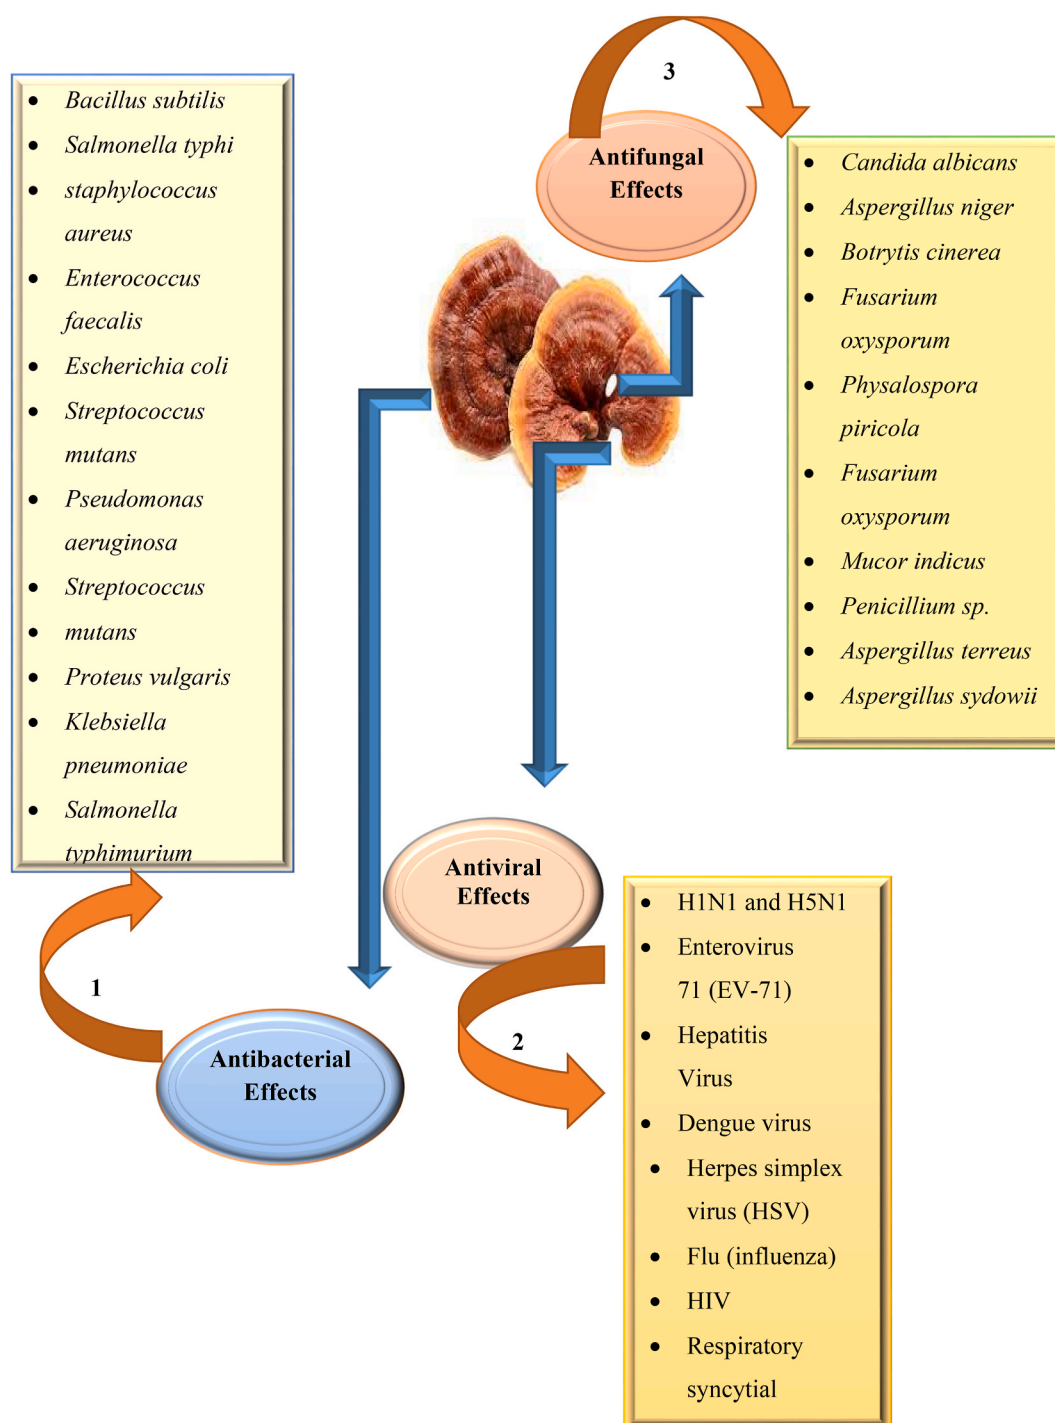 3
Antifungal
Effects
• Bacillus subtilis
• Salmonella typhi
• staphylococcus
aureus
• Enterococcus
faecalis
• Escherichia coli
• Streptococcus
mutans
• Pseudomonas
aeruginosa
• Streptococcus
• mutans
• Proteus vulgaris
• Klebsiella
pneumoniae
• Salmonella
typhimurium
• Candida albicans
• Aspergillus niger
• Botrytis cinerea
• Fusarium
oxysporum
• Physalospora
piricola
• Fusarium
oxysporum
• Mucor indicus
• Penicillium sp.
• Aspergillus terreus
• Aspergillus sydowii
Antiviral
Effects
1
Antibacterial
Effects
2
• H1N1 and H5N1
• Enterovirus
71 (EV-71)
• Hepatitis
Virus
• Dengue virus
• Herpes simplex
virus (HSV)
• Flu (influenza)
• HIV
• Respiratory
syncytial